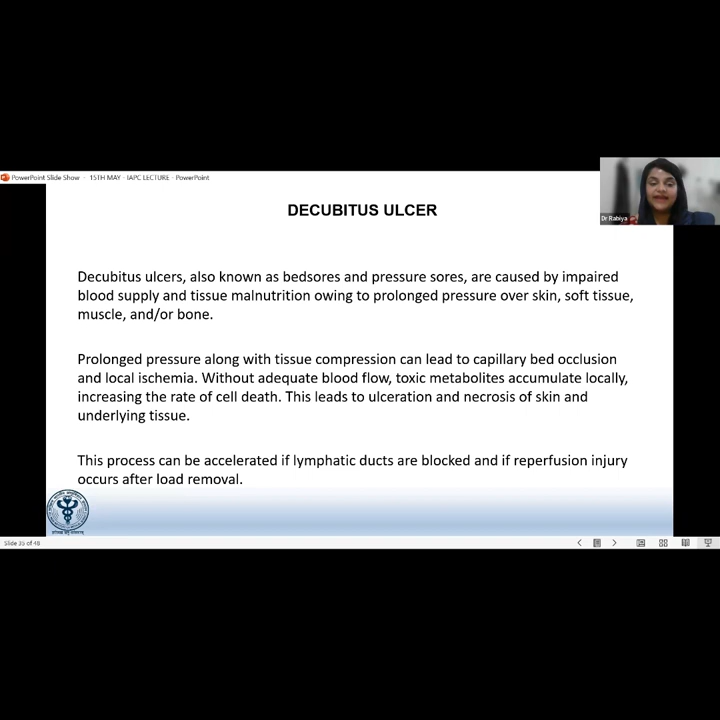 PowerPoint Slide Show - 15TH MAY - IAPC LECTURE - PowerPoint
Dr Rabiya
DECUBITUS ULCER
Decubitus ulcers, also known as bedsores and pressure sores, are caused by impaired
blood supply and tissue malnutrition owing to prolonged pressure over skin, soft tissue,
muscle, and/or bone.
Prolonged pressure along with tissue compression can lead to capillary bed occlusion
and local ischemia. Without adequate blood flow, toxic metabolites accumulate locally,
increasing the rate of cell death. This leads to ulceration and necrosis of skin and
underlying tissue.
This process can be accelerated if lymphatic ducts are blocked and if reperfusion injury
occurs after load removal.
Slide 35 of 48